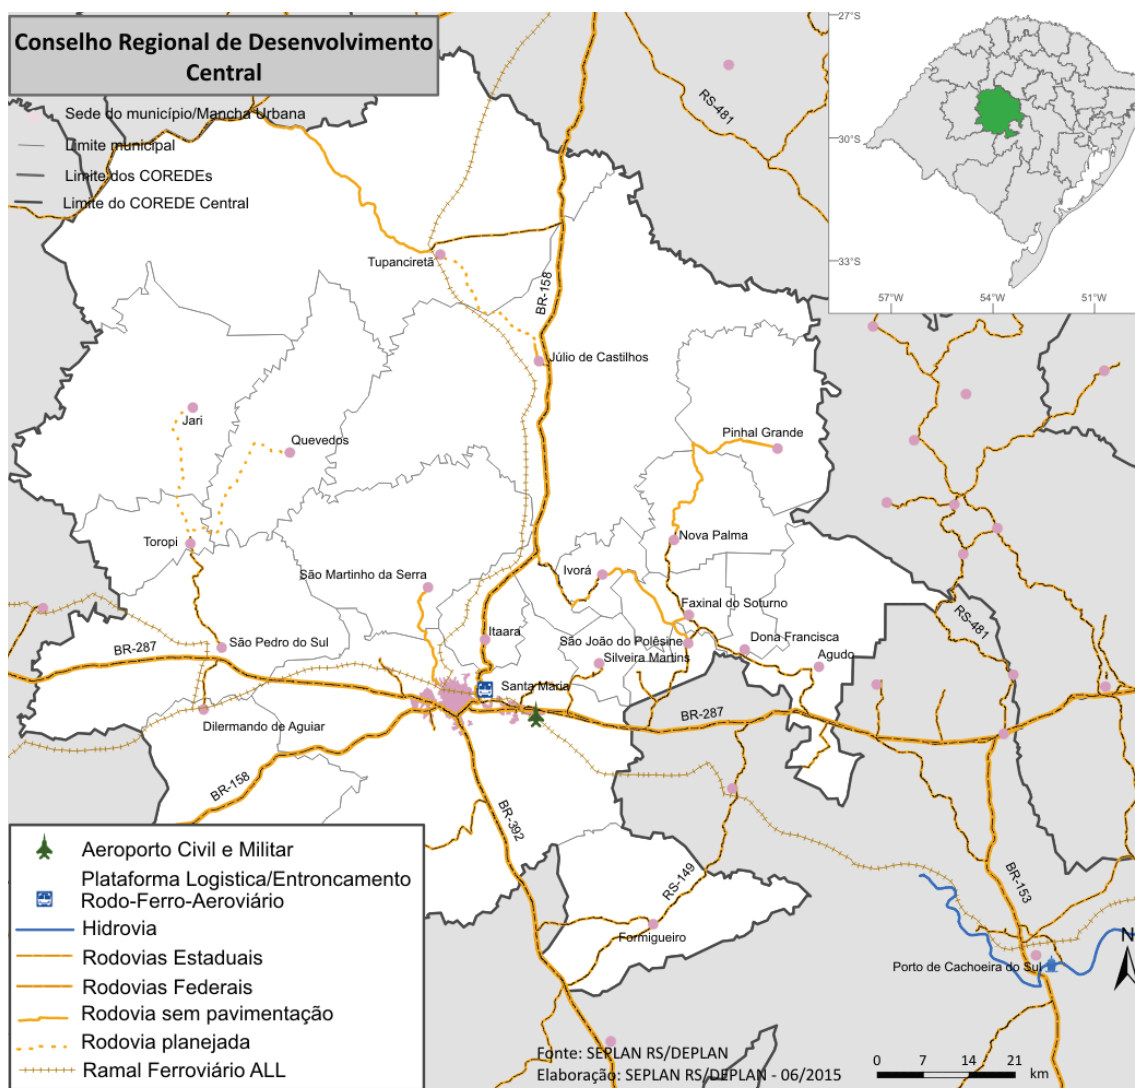 Conselho Regional de Desenvolvimento
Central
Sede do município/Mancha Urbana
Limite municipal
Limite dos COREDEs
Limite do COREDE Central
RS-481
27°S
30°S
33°S
57°W
54°W
51°W
Tupanciretã
BR-158
Júlio de Castilhos
Jari
Quevedos
Pinhal Grande
Toropi
Nova Palma
São Martinho da Serra
Ivorá
Faxinal do Soturno
Itaara
São João do Polêsine
Dona Francisca
RS-481
BR-287
São Pedro do Sul
Silveira Martins
Agudo
Santa Maria
Dilermando de Aguiar
BR-287
BR-158
BR-392
RS-149
BR-153
Formigueiro
Porto de Cachoeira do Sul
N
Aeroporto Civil e Militar
Plataforma Logistica/Entroncamento
Rodo-Ferro-Aeroviário
Hidrovia
Rodovias Estaduais
Rodovias Federais
Rodovia sem pavimentação
Rodovia planejada
Ramal Ferroviário ALL
Fonte: SEPLAN RS/DEPLAN
Elaboração: SEPLAN RS/DEPLAN - 06/2015
0 7 14 21
km